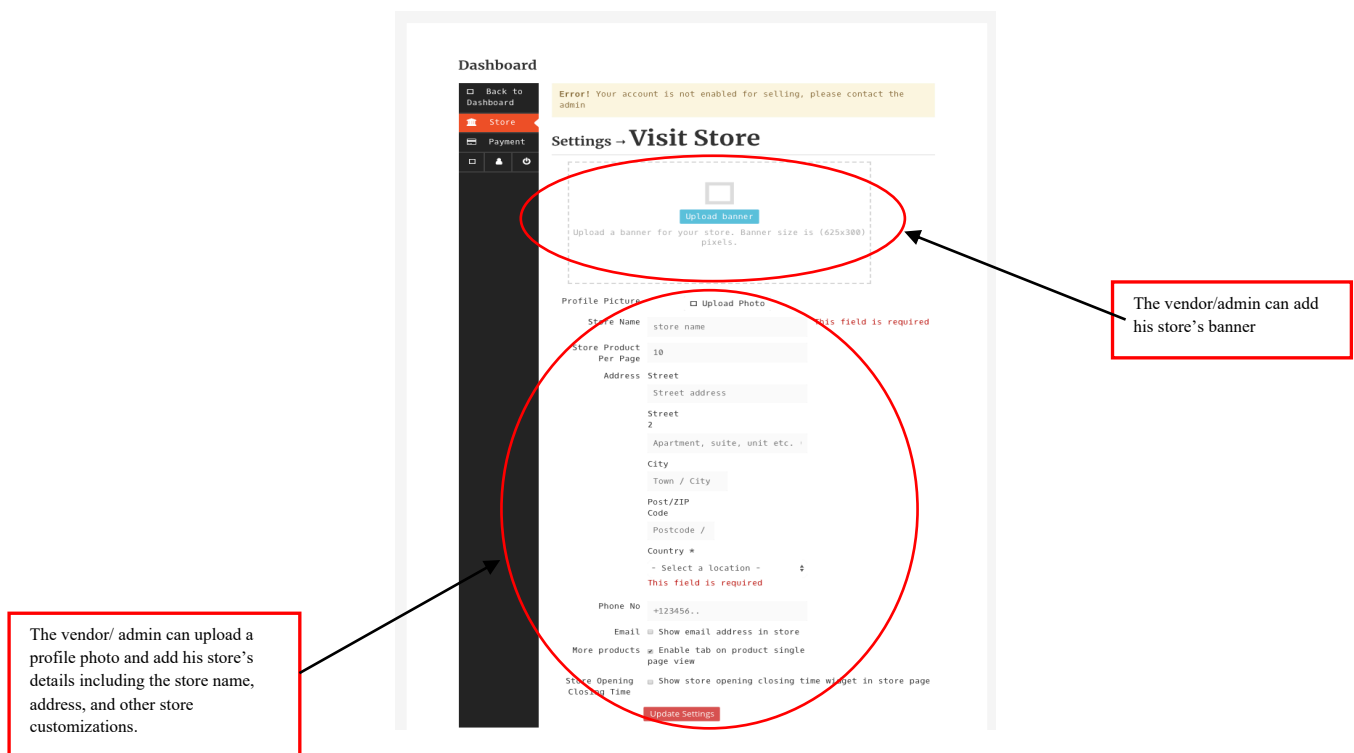 Dashboard
Back to
Dashboard
Store
Payment
Error! Your account is not enabled for selling, please contact the
admin
Settings → Visit Store
Upload banner
Upload a banner for your store. Banner size is (625x300)
pixels.
Profile Picture
Upload Photo
Store Name
store name
This field is required
Store Product
Per Page
10
Address
Street
Street address
Street
2
Apartment, suite, unit etc.
City
Town / City
Post/ZIP
Code
Postcode /
Country *
- Select a location -
This field is required
Phone No
+123456..
Email
Show email address in store
More products
Enable tab on product single
page view
Store Opening
Closing Time
Show store opening closing time widget in store page
Update Settings
The vendor/admin can add
his store’s banner
The vendor/ admin can upload a
profile photo and add his store’s
details including the store name,
address, and other store
customizations.